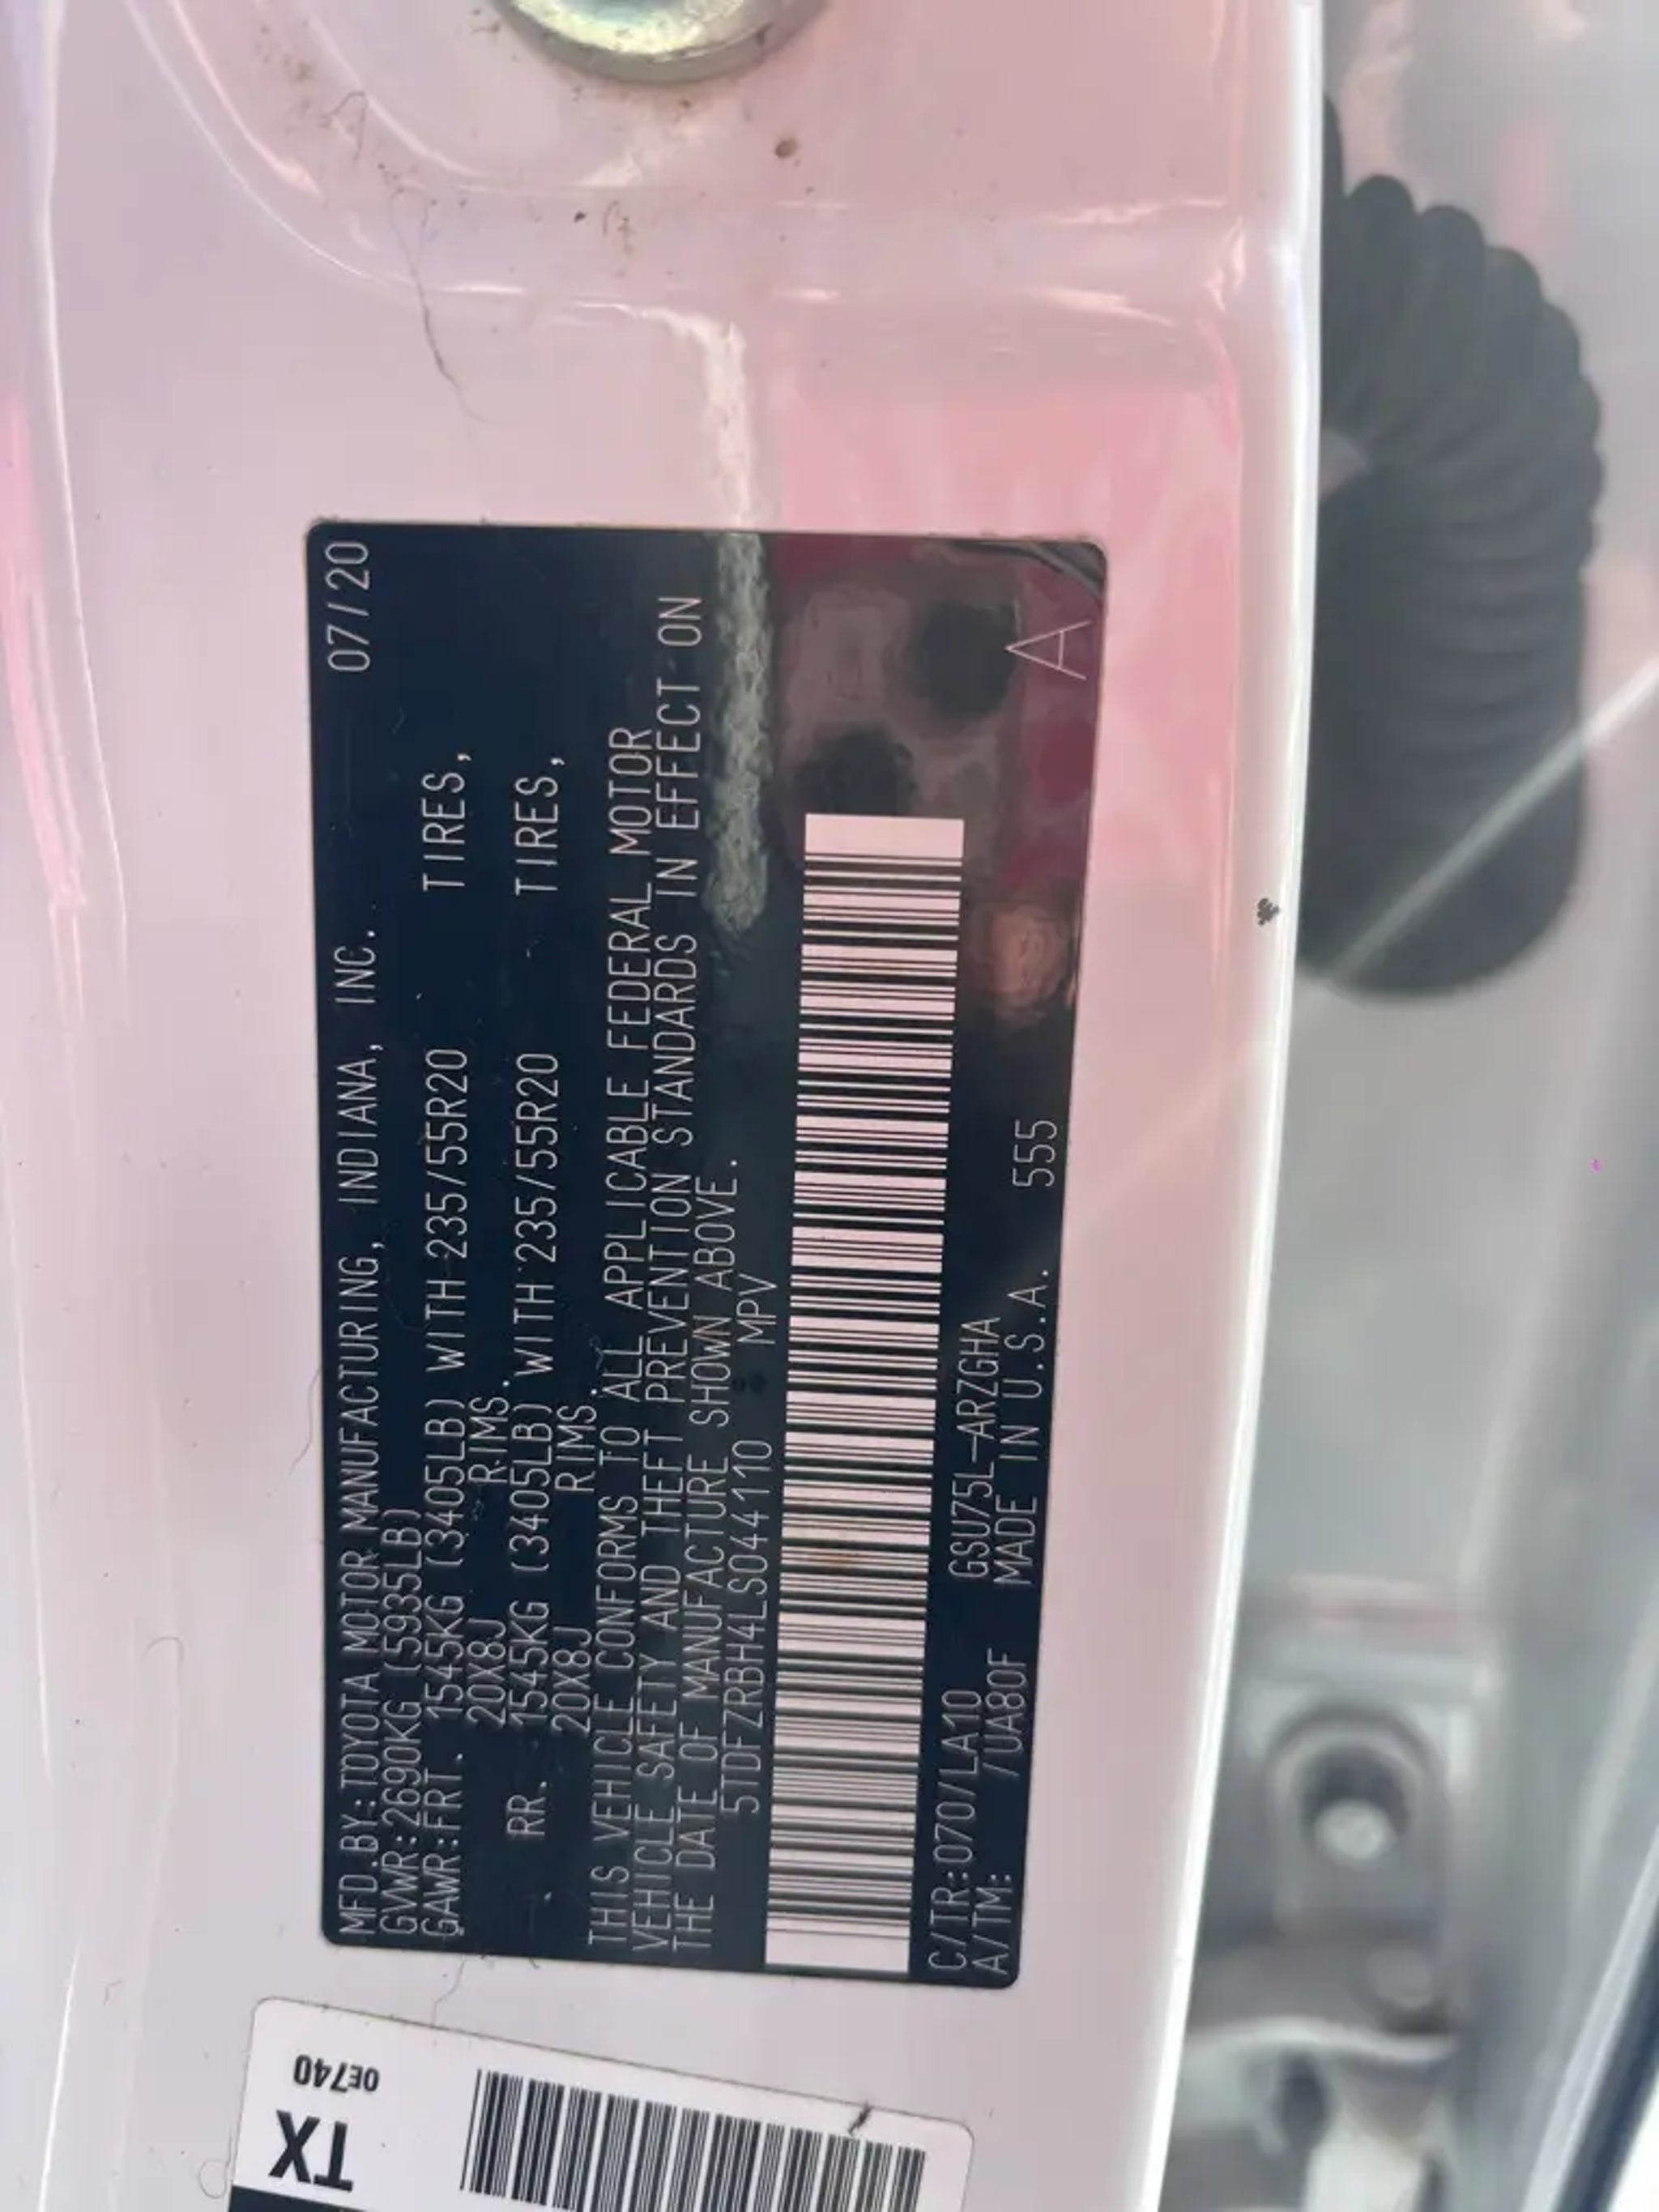 MFD.BY:TOYOTA MOTOR MANUFACTURING, INDIANA, INC. 07/20
GVWR:2690KG (5935LB)
GAWR:FRT. 1545KG (3405LB) WITH 235/55R20 TIRES,
20X8J RIMS.
RR. 1545KG (3405LB) WITH 235/55R20 TIRES,
20X8J RIMS.
THIS VEHICLE CONFORMS TO ALL APPLICABLE FEDERAL MOTOR
VEHICLE SAFETY AND THEFT PREVENTION STANDARDS IN EFFECT ON
THE DATE OF MANUFACTURE SHOWN ABOVE.
5TDFZRBH4LS044110 MPV
C/TR:070/LA10 GSU75L-ARZGHA
A/TM: /UA80F MADE IN U.S.A. 555
A
TX
0E740